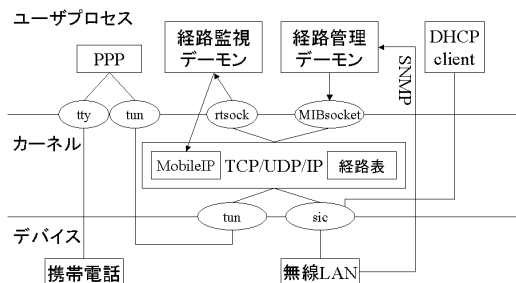 ユーザプロセス
PPP
経路監視
デーモン
経路管理
デーモン
SNMP
DHCP
client
tty
tun
rtsock
MIBsocket
カーネル
MobileIP
TCP/UDP/IP
経路表
tun
sic
デバイス
携帯電話
無線LAN